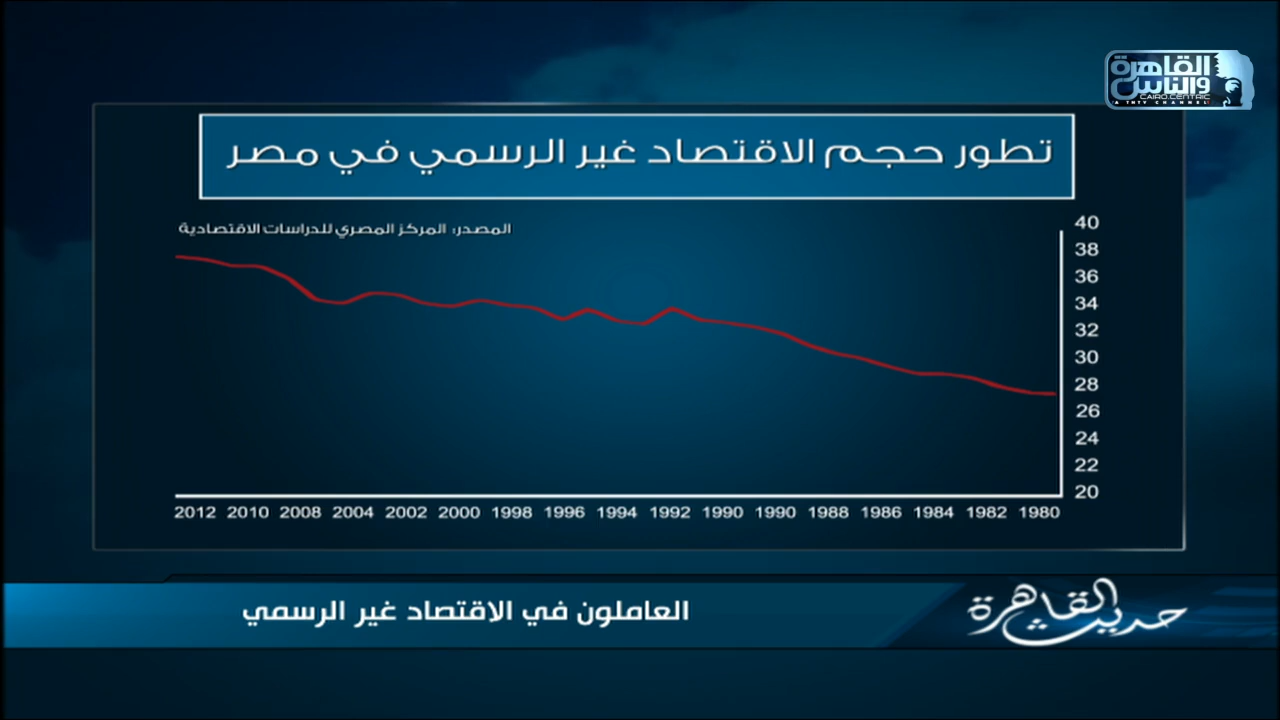 القاهرة
والناس
CAIRO.CENTRIC
A TNTV CHANNEL
تطور حجم الاقتصاد غير الرسمي في مصر
المصدر: المركز المصري للدراسات الاقتصادية
40
38
36
34
32
30
28
26
24
22
20
2012 2010 2008 2004 2002 2000 1998 1996 1994 1992 1990 1990 1988 1986 1984 1982 1980
العاملون في الاقتصاد غير الرسمي
حديث القاهرة